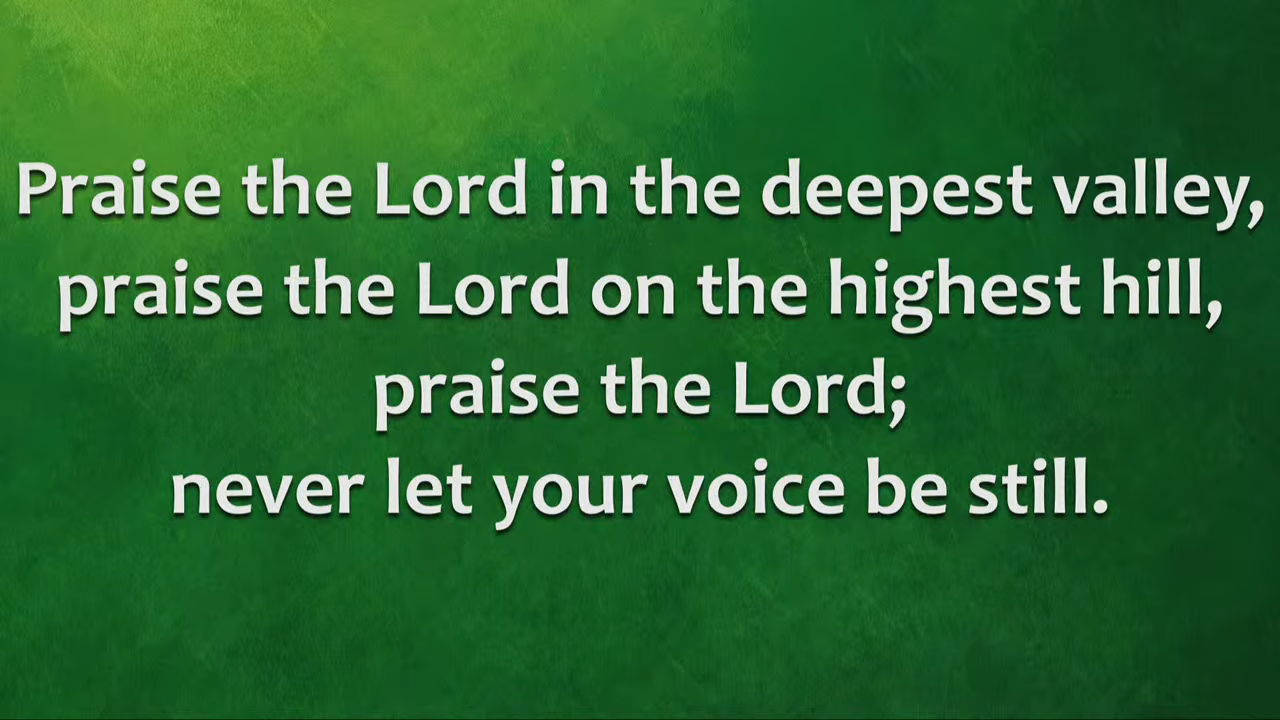 Praise the Lord in the deepest valley,
praise the Lord on the highest hill,
praise the Lord;
never let your voice be still.